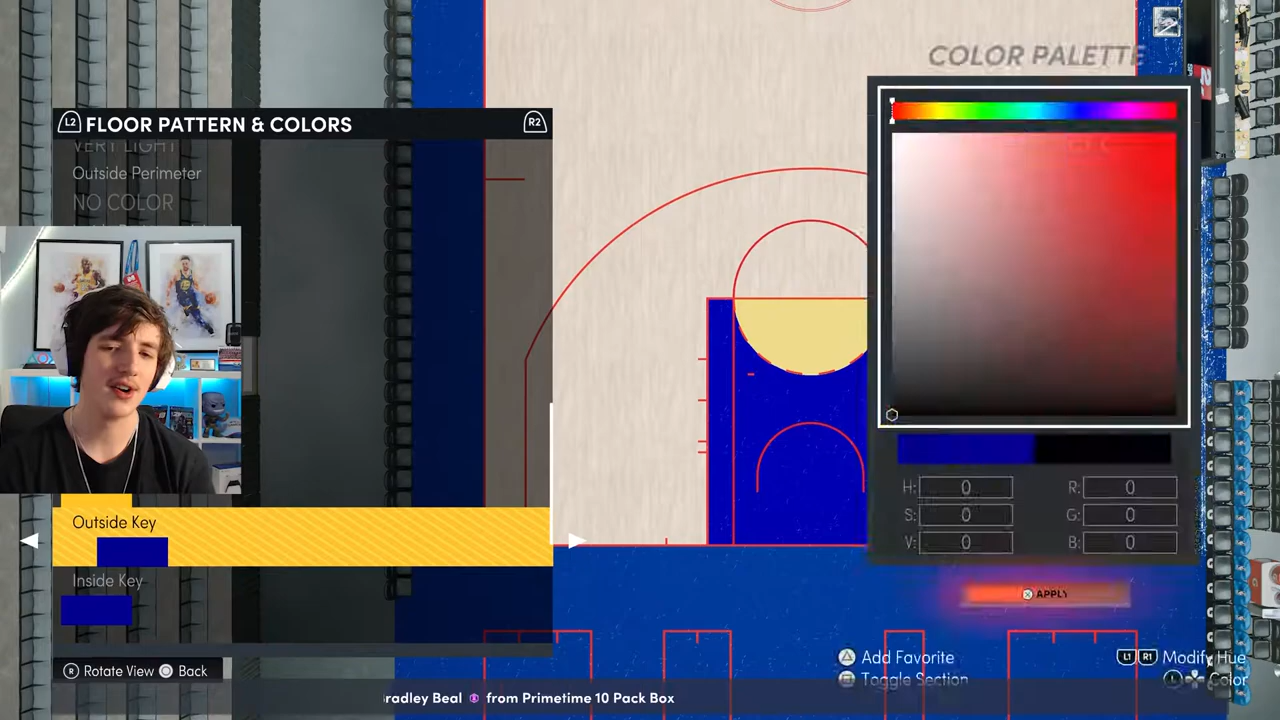 COLOR PALETTE
L2 FLOOR PATTERN & COLORS R2
VERY LIGHT
Outside Perimeter
NO COLOR
Outside Key
Inside Key
H: 0 R: 0
S: 0 G: 0
V: 0 B: 0
APPLY
Add Favorite L1 R1 Modify Hue
Toggle Section L Color
R Rotate View Back
radley Beal from Primetime 10 Pack Box